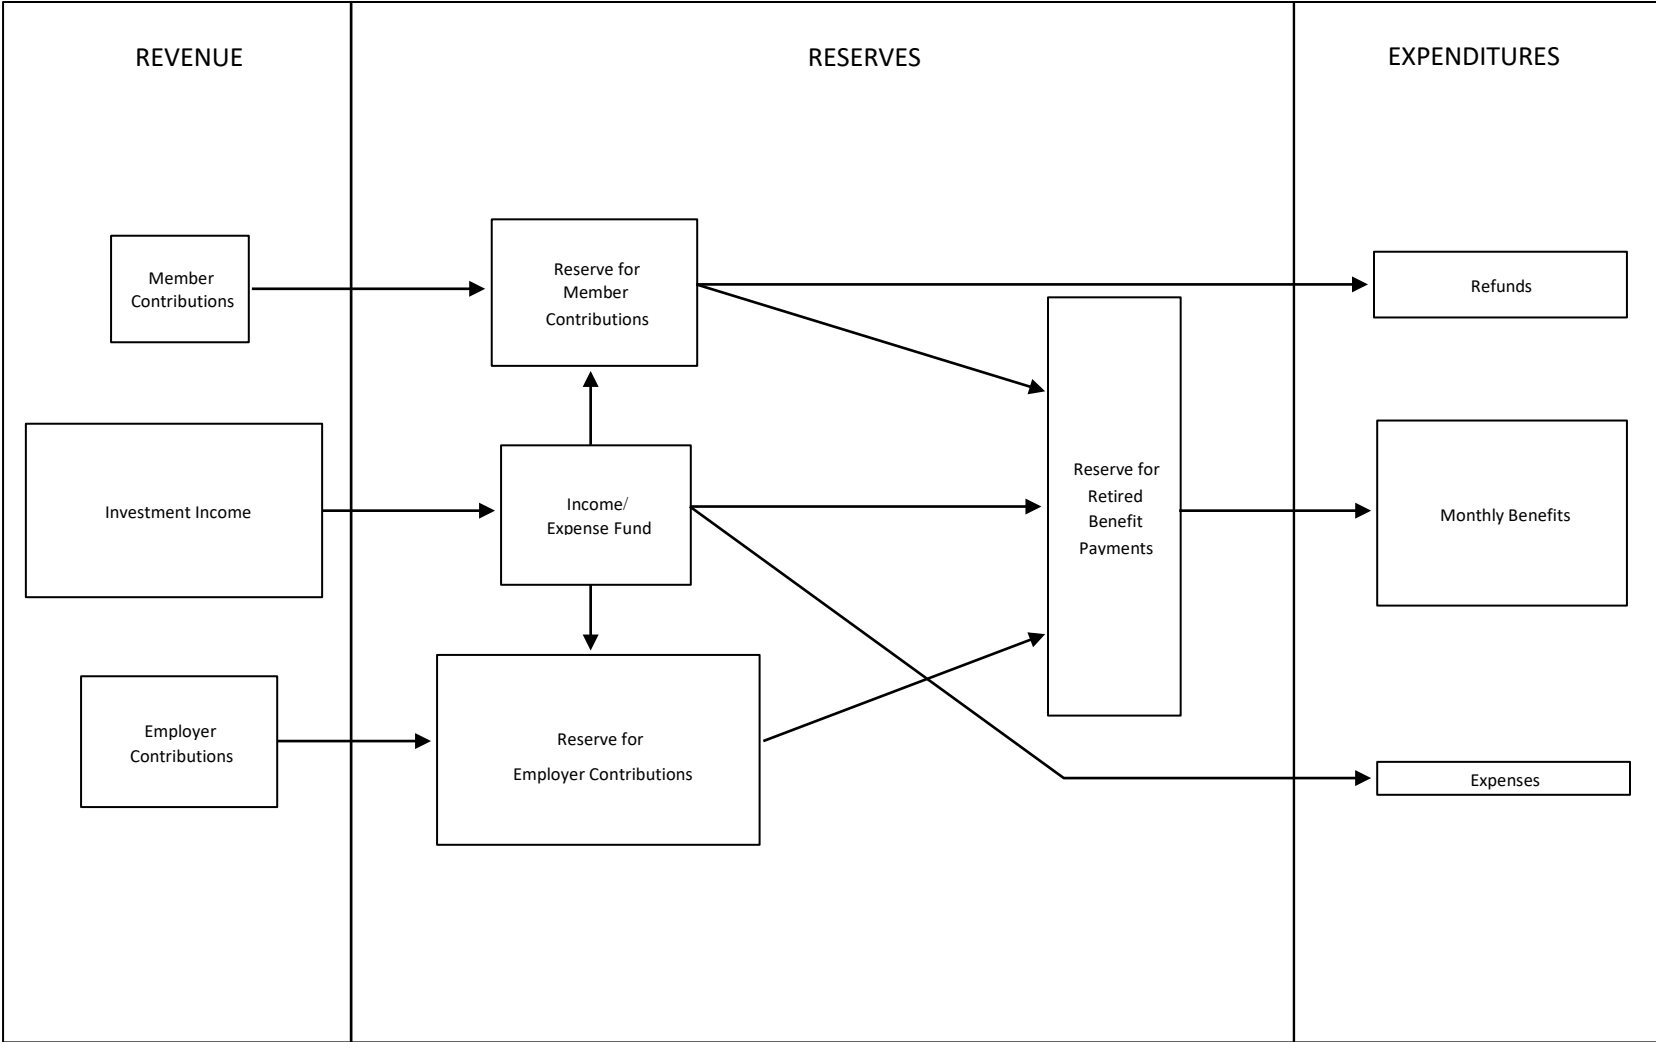 REVENUE
RESERVES
EXPENDITURES
Member
Contributions
Reserve for
Member
Contributions
Refunds
Investment Income
Income/
Expense Fund
Reserve for
Retired
Benefit
Payments
Monthly Benefits
Employer
Contributions
Reserve for
Employer Contributions
Expenses